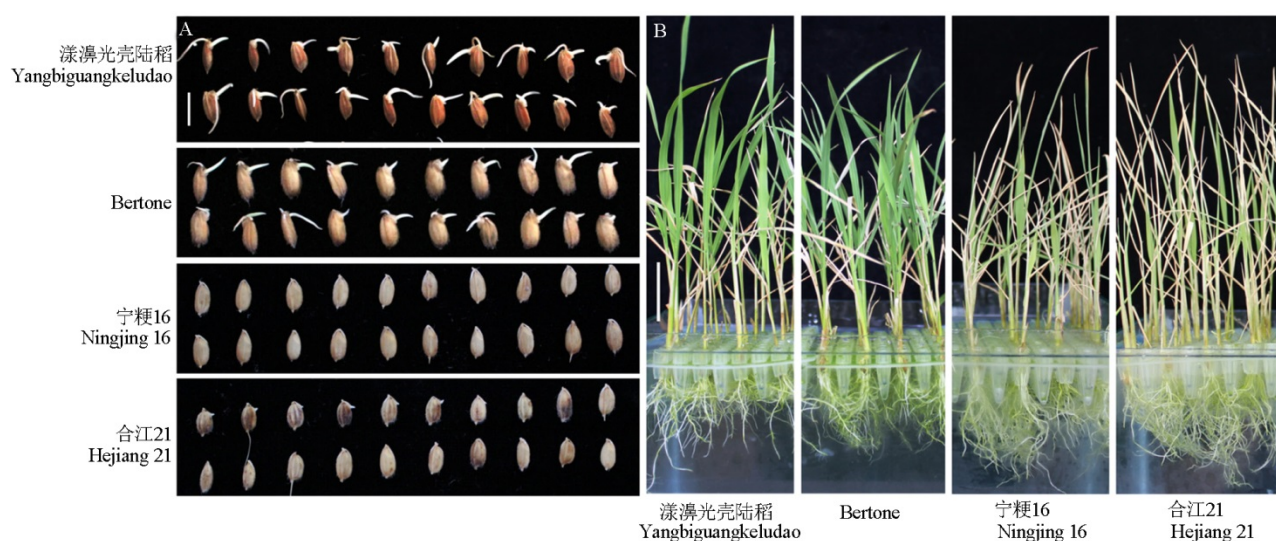 A
漾濞光壳陆稻
Yangbiguangkeludao
Bertone
宁粳16
Ningjing 16
合江21
Hejiang 21
B
漾濞光壳陆稻
Yangbiguangkeludao
Bertone
宁粳16
Ningjing 16
合江21
Hejiang 21